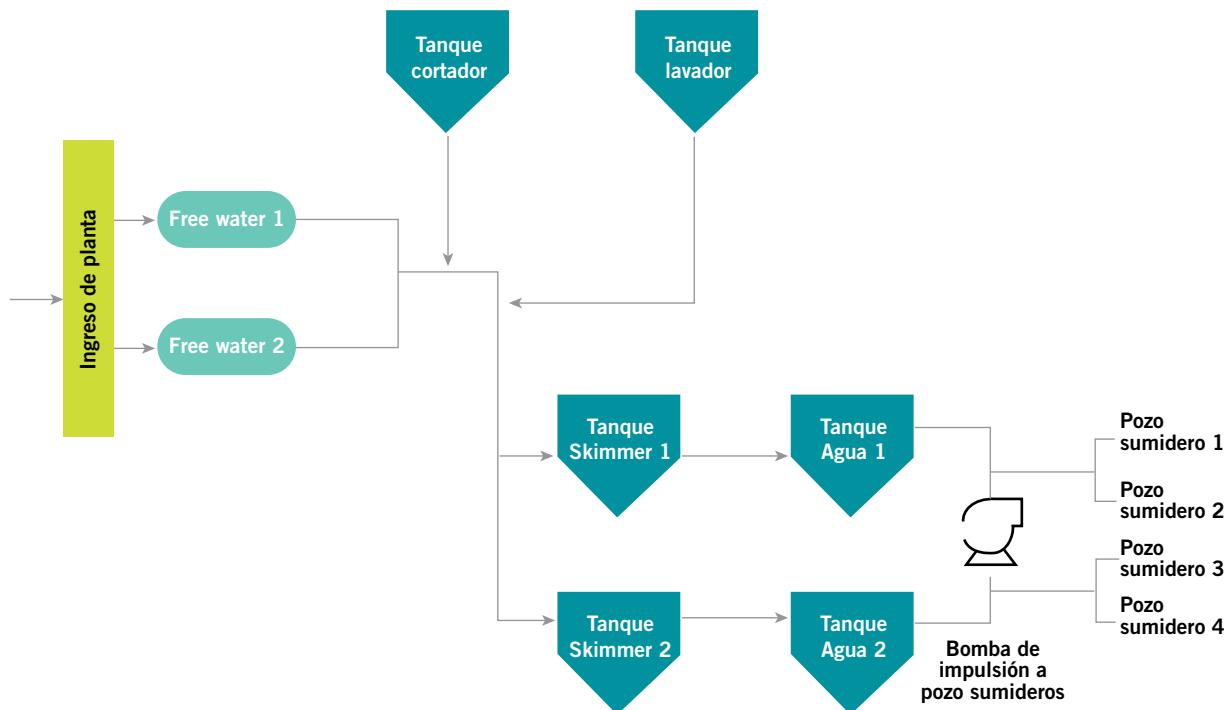 Tanque
cortador
Tanque
lavador
Ingreso de planta
Free water 1
Free water 2
Tanque
Skimmer 1
Tanque
Agua 1
Pozo
sumidero 1
Pozo
sumidero 2
Pozo
sumidero 3
Pozo
sumidero 4
Tanque
Skimmer 2
Tanque
Agua 2
Bomba de
impulsión a
pozo sumideros